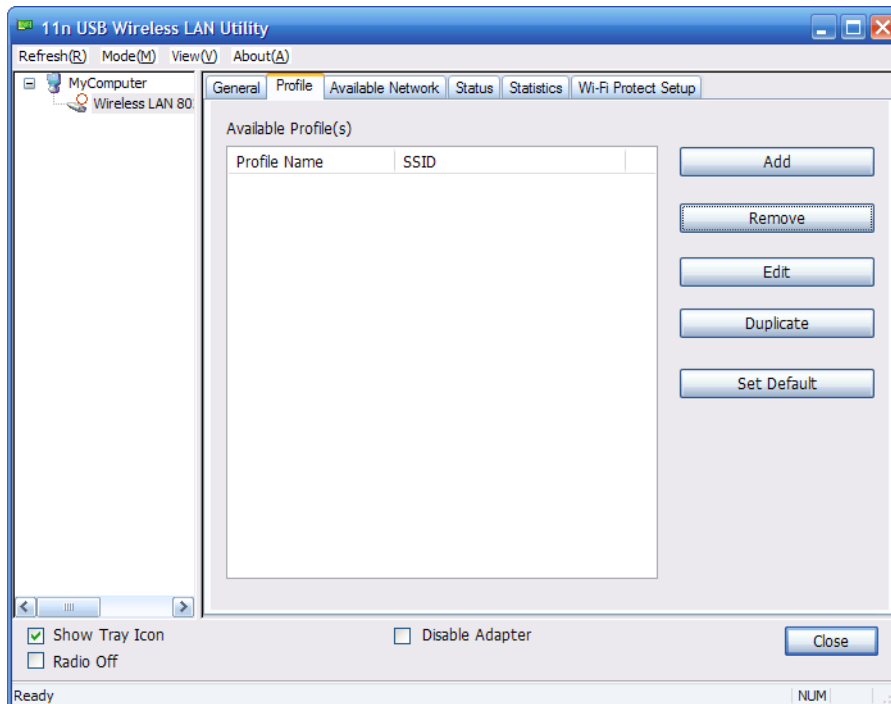 11n USB Wireless LAN Utility
Refresh(R) Mode(M) View(V) About(A)
MyComputer
Wireless LAN 80
General Profile Available Network Status Statistics Wi-Fi Protect Setup
Available Profile(s)
Profile Name SSID
Add
Remove
Edit
Duplicate
Set Default
Show Tray Icon
Disable Adapter
Radio Off
Close
Ready
NUM